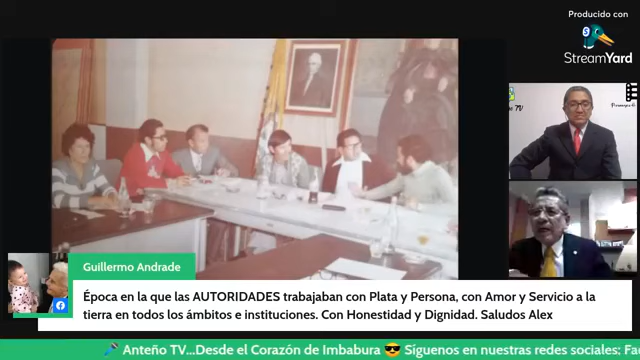 Producido con
StreamYard
TV
Guillermo Andrade
Época en la que las AUTORIDADES trabajaban con Plata y Persona, con Amor y Servicio a la
tierra en todos los ámbitos e instituciones. Con Honestidad y Dignidad. Saludos Alex
🎤 Anteño TV...Desde el Corazón de Imbabura 😎 Síguenos en nuestras redes sociales: Fa